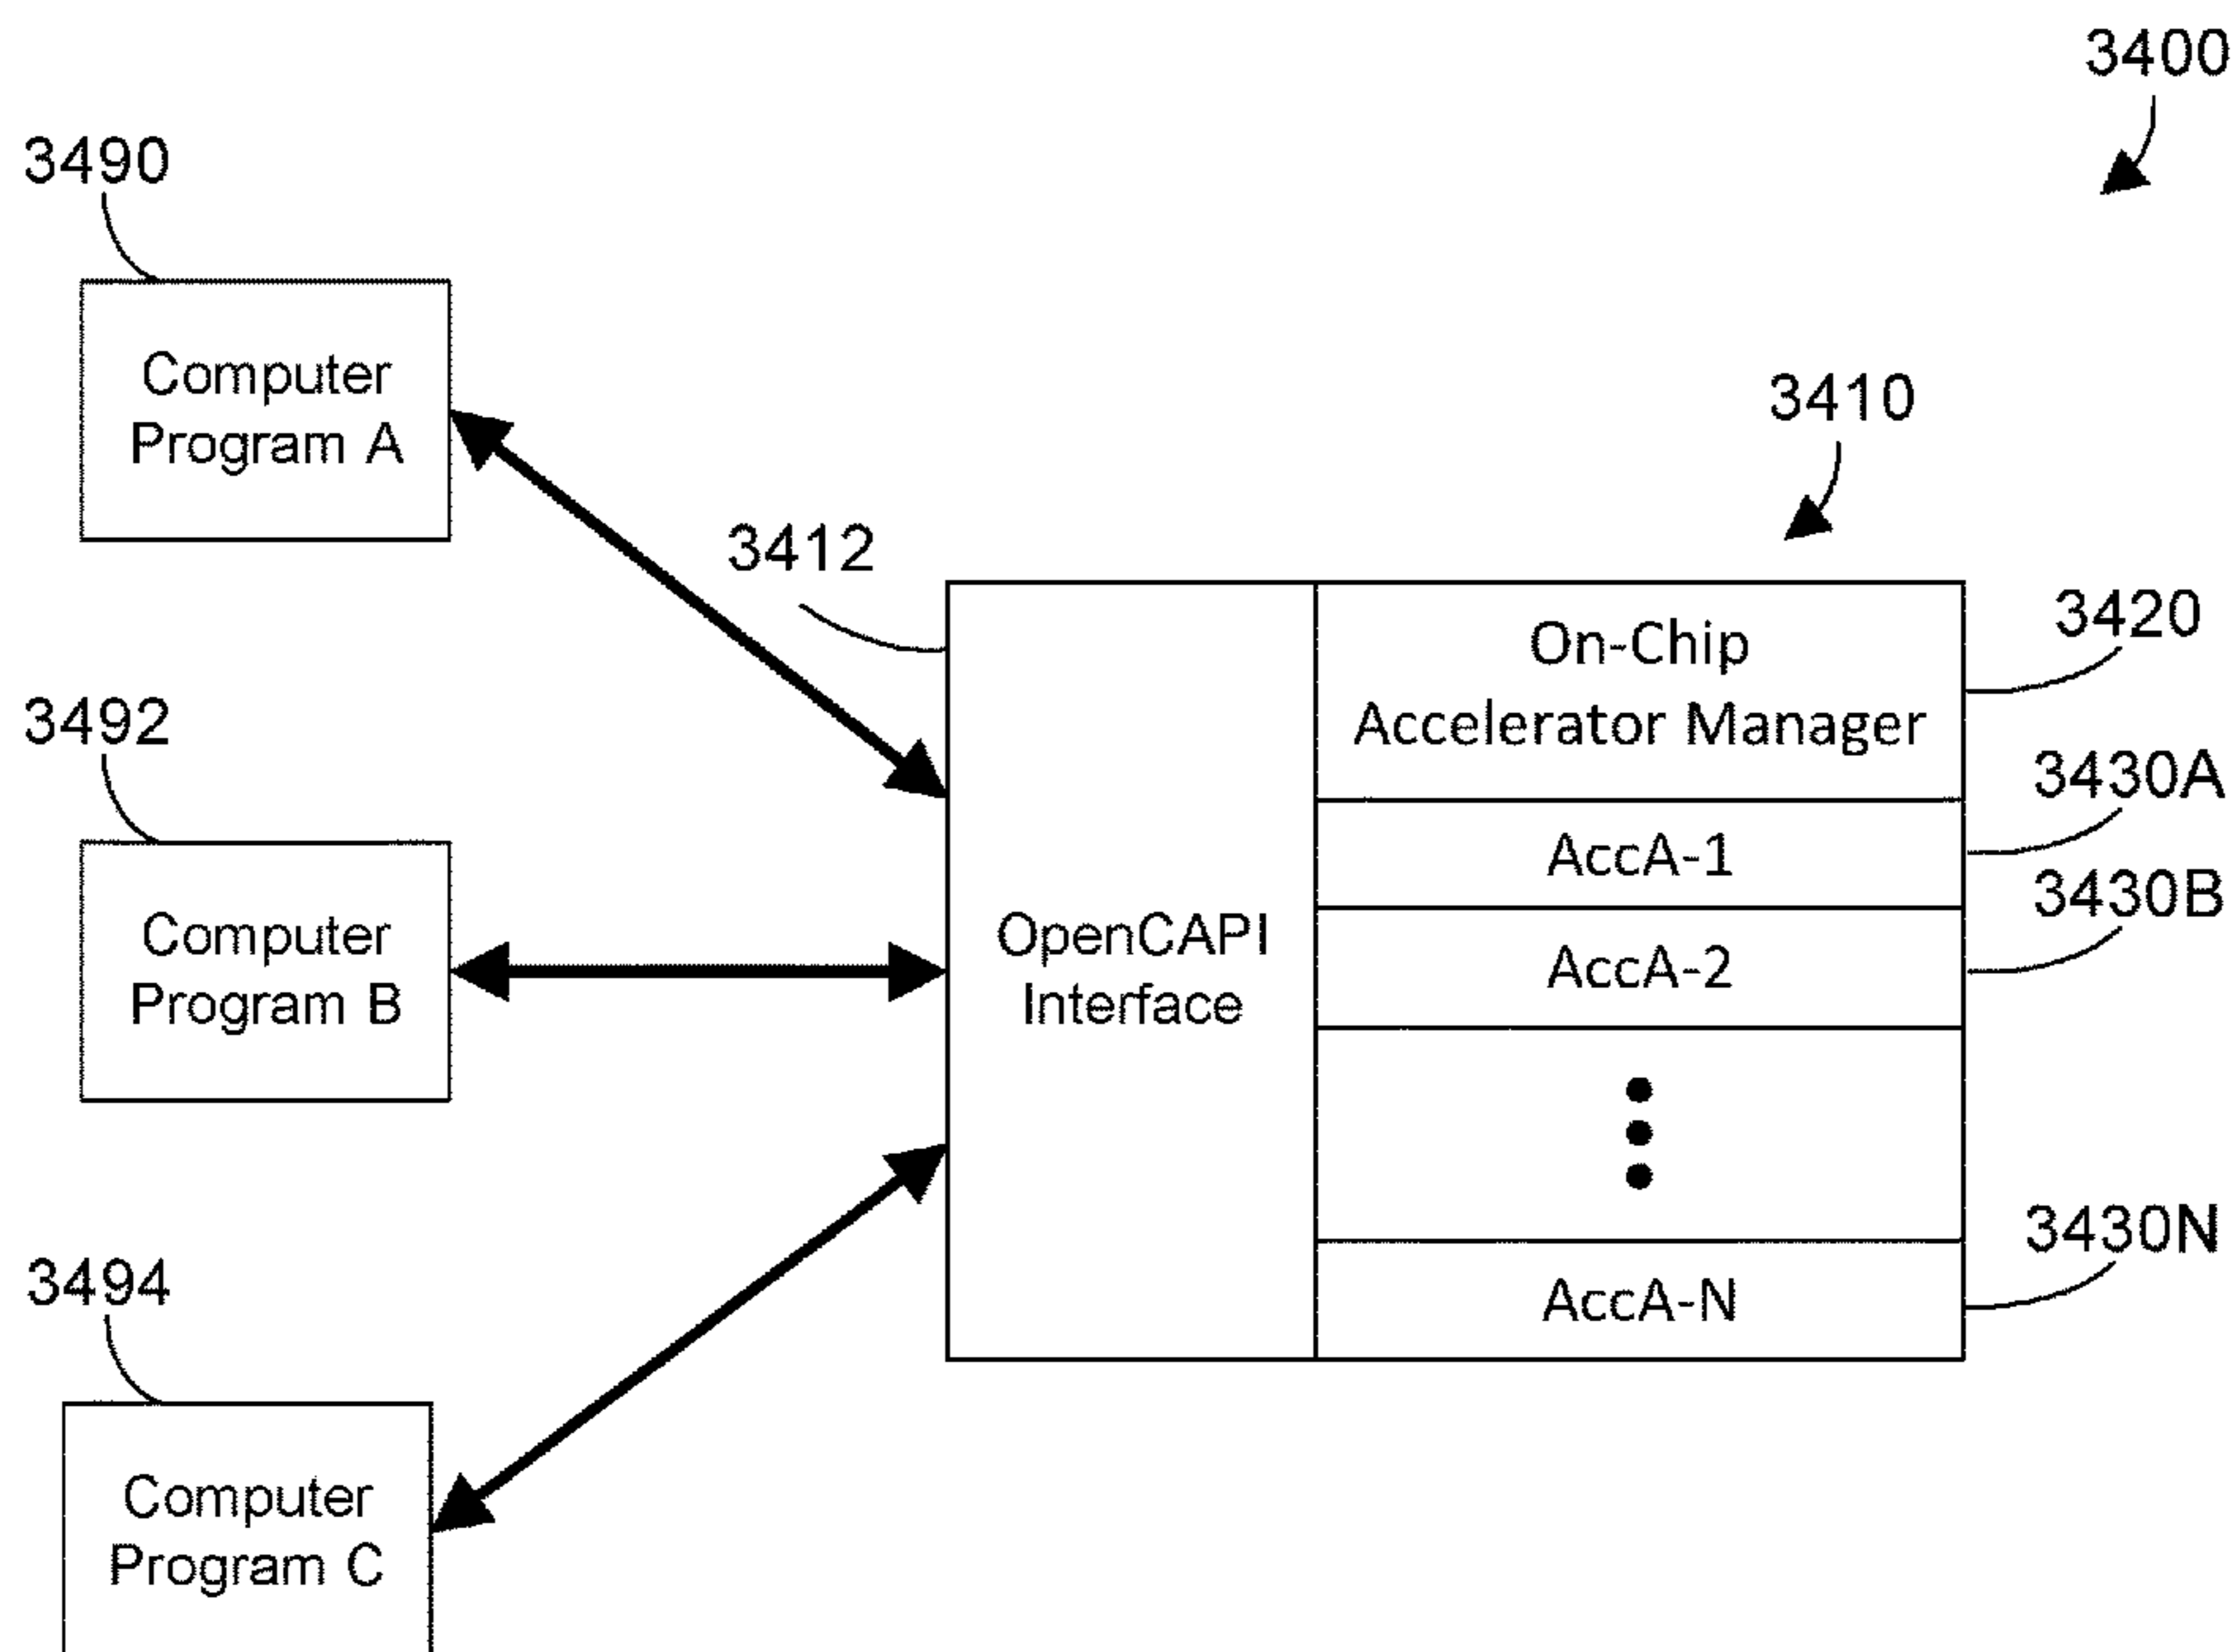 3400
3490
Computer
Program A
3410
3412
On-Chip
Accelerator Manager
3420
3492
3430A
AccA-1
3430B
Computer
Program B
OpenCAPI
Interface
AccA-2
3494
3430N
AccA-N
Computer
Program C